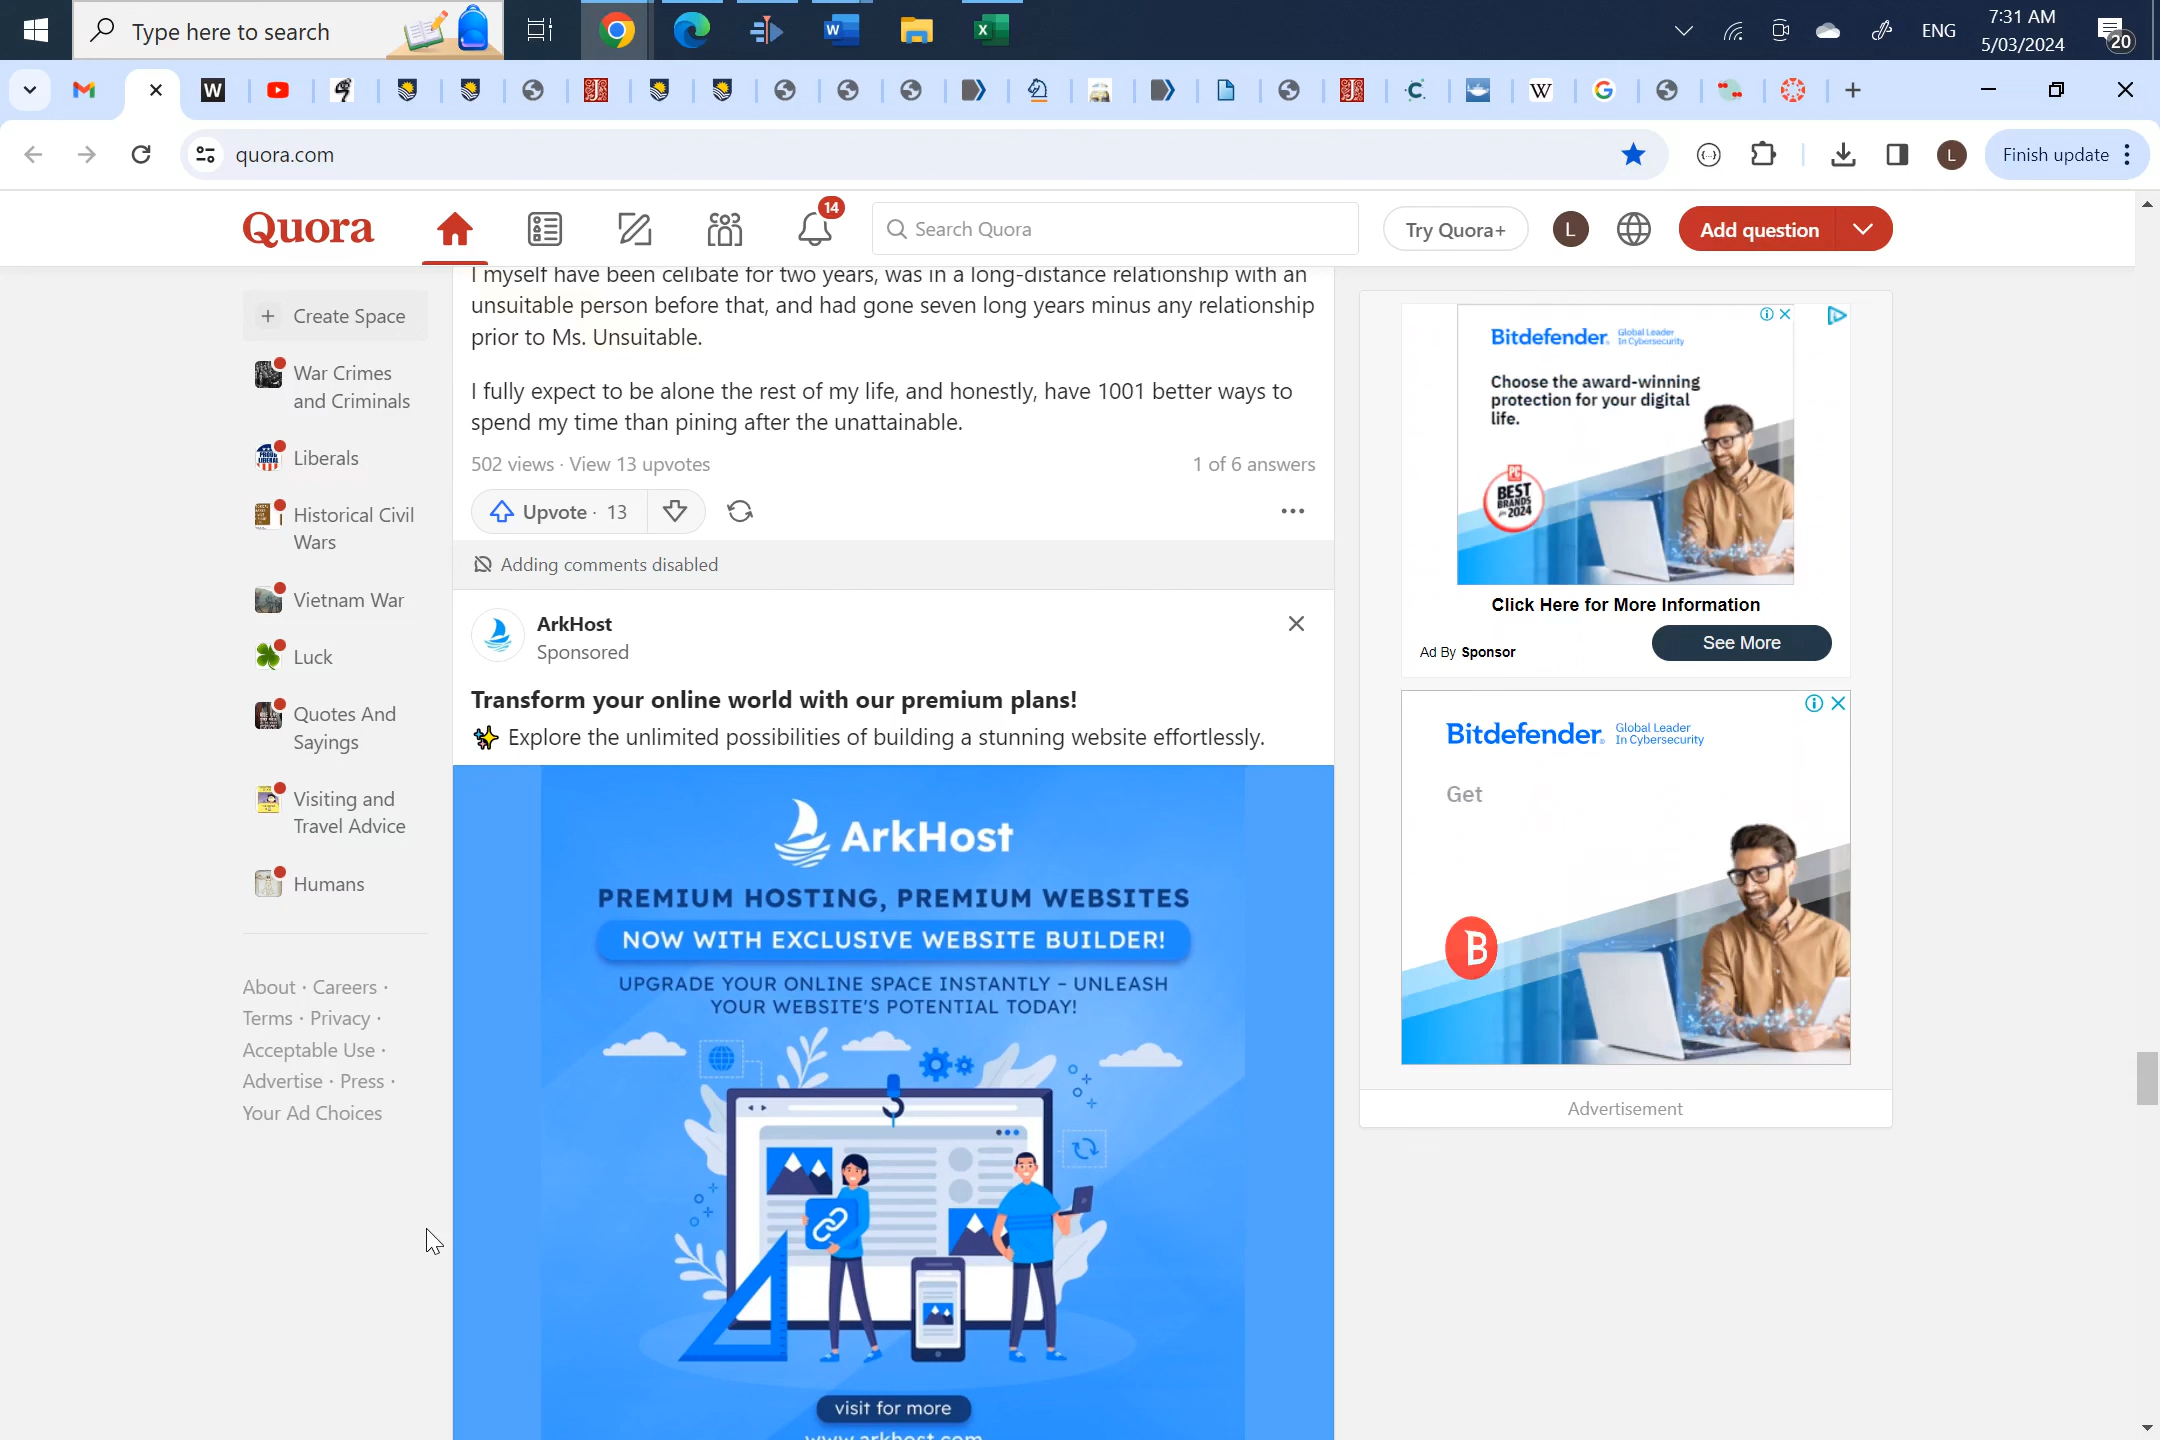 Type here to search
ENG
7:31 AM
5/03/2024
20
quora.com
L
Finish update
Quora
14
Search Quora
Try Quora+
L
Add question
Create Space
War Crimes
and Criminals
Liberals
Historical Civil
Wars
Vietnam War
Luck
Quotes And
Sayings
Visiting and
Travel Advice
Humans
About · Careers ·
Terms · Privacy ·
Acceptable Use ·
Advertise · Press ·
Your Ad Choices
I myself have been celibate for two years, was in a long-distance relationship with an
unsuitable person before that, and had gone seven long years minus any relationship
prior to Ms. Unsuitable.
I fully expect to be alone the rest of my life, and honestly, have 1001 better ways to
spend my time than pining after the unattainable.
502 views · View 13 upvotes
1 of 6 answers
Upvote · 13
Adding comments disabled
ArkHost
Sponsored
Transform your online world with our premium plans!
✨ Explore the unlimited possibilities of building a stunning website effortlessly.
ArkHost
PREMIUM HOSTING, PREMIUM WEBSITES
NOW WITH EXCLUSIVE WEBSITE BUILDER!
UPGRADE YOUR ONLINE SPACE INSTANTLY – UNLEASH
YOUR WEBSITE'S POTENTIAL TODAY!
visit for more
www.arkhost.com
Bitdefender. Global Leader
In Cybersecurity
Choose the award-winning
protection for your digital
life.
PC
BEST
BRANDS
for 2024
Click Here for More Information
Ad By Sponsor
See More
Bitdefender. Global Leader
In Cybersecurity
Get
B
Advertisement